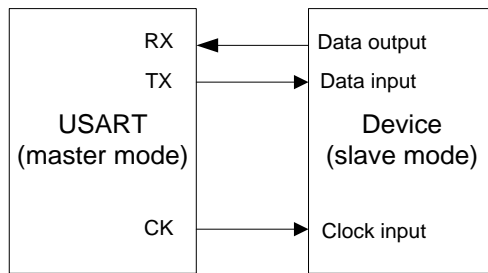 RX
Data output
TX
Data input
USART
(master mode)
Device
(slave mode)
CK
Clock input